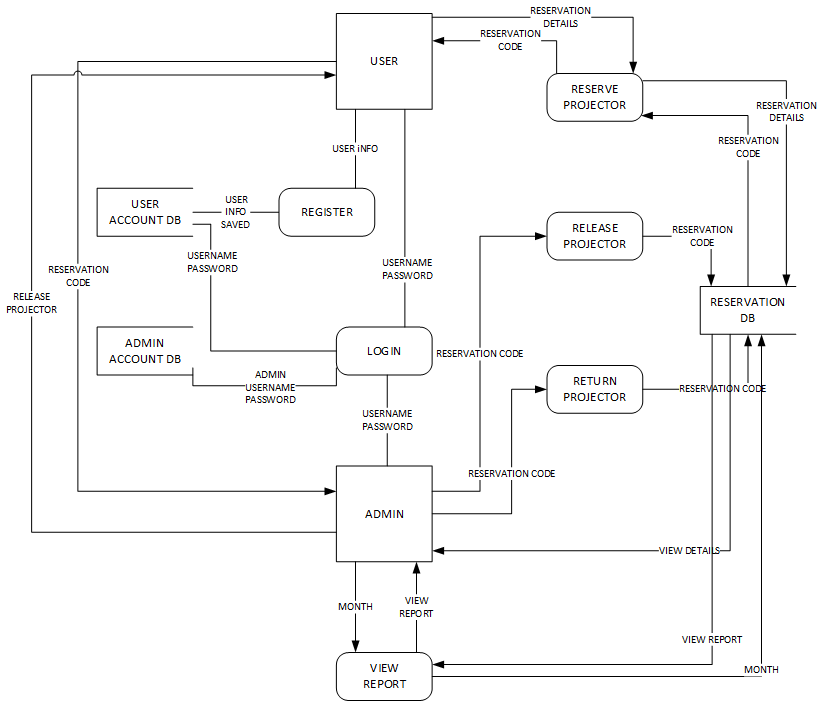 RESERVATION
DETAILS
RESERVATION
CODE
USER
RESERVE
PROJECTOR
RESERVATION
DETAILS
RESERVATION
CODE
USER iNFO
USER
ACCOUNT DB
USER
INFO
SAVED
REGISTER
RELEASE
PROJECTOR
RESERVATION
CODE
USERNAME
PASSWORD
USERNAME
PASSWORD
RESERVATION
CODE
RELEASE
PROJECTOR
RESERVATION
DB
ADMIN
ACCOUNT DB
LOGIN
RESERVATION CODE
ADMIN
USERNAME
PASSWORD
RETURN
PROJECTOR
RESERVATION CODE
USERNAME
PASSWORD
RESERVATION CODE
ADMIN
VIEW DETAILS
MONTH
VIEW
REPORT
VIEW REPORT
VIEW
REPORT
MONTH